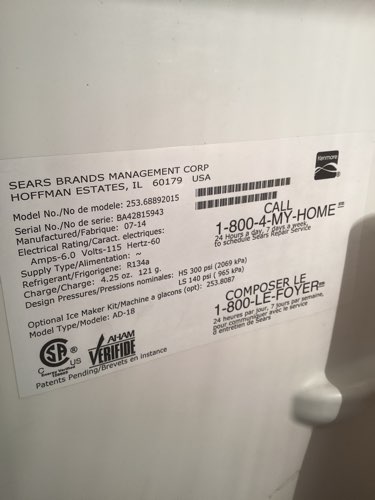 SEARS BRANDS MANAGEMENT CORP
HOFFMAN ESTATES, IL 60179 USA
Kenmore
Model No./No de modele: 253.68892015
Serial No./No de serie: BA42815943
Manufactured/Fabrique: 07-14
Electrical Rating/Caract. electriques:
Amps-6.0 Volts-115 Hertz-60
Supply Type/Alimentation: ~
Refrigerant/Frigorigene: R134a
Charge/Charge: 4.25 oz. 121 g.
Design Pressures/Pressions nominales: HS 300 psi (2069 kPa)
LS 140 psi ( 965 kPa)
Optional Ice Maker Kit/Machine a glacons (opt): 253.8087
Model Type/Modele: AD-18
CALL
1-800-4-MY-HOME
24 Hours a day, 7 days a week,
to schedule Sears Repair Service
COMPOSER LE
1-800-LE-FOYER
24 heures par jour, 7 jours par semaine,
pour communiquer avec le service
d entretien de Sears
C US
Energy Verified
AHAM
VERIFIDE
Patents Pending/Brevets en Instance